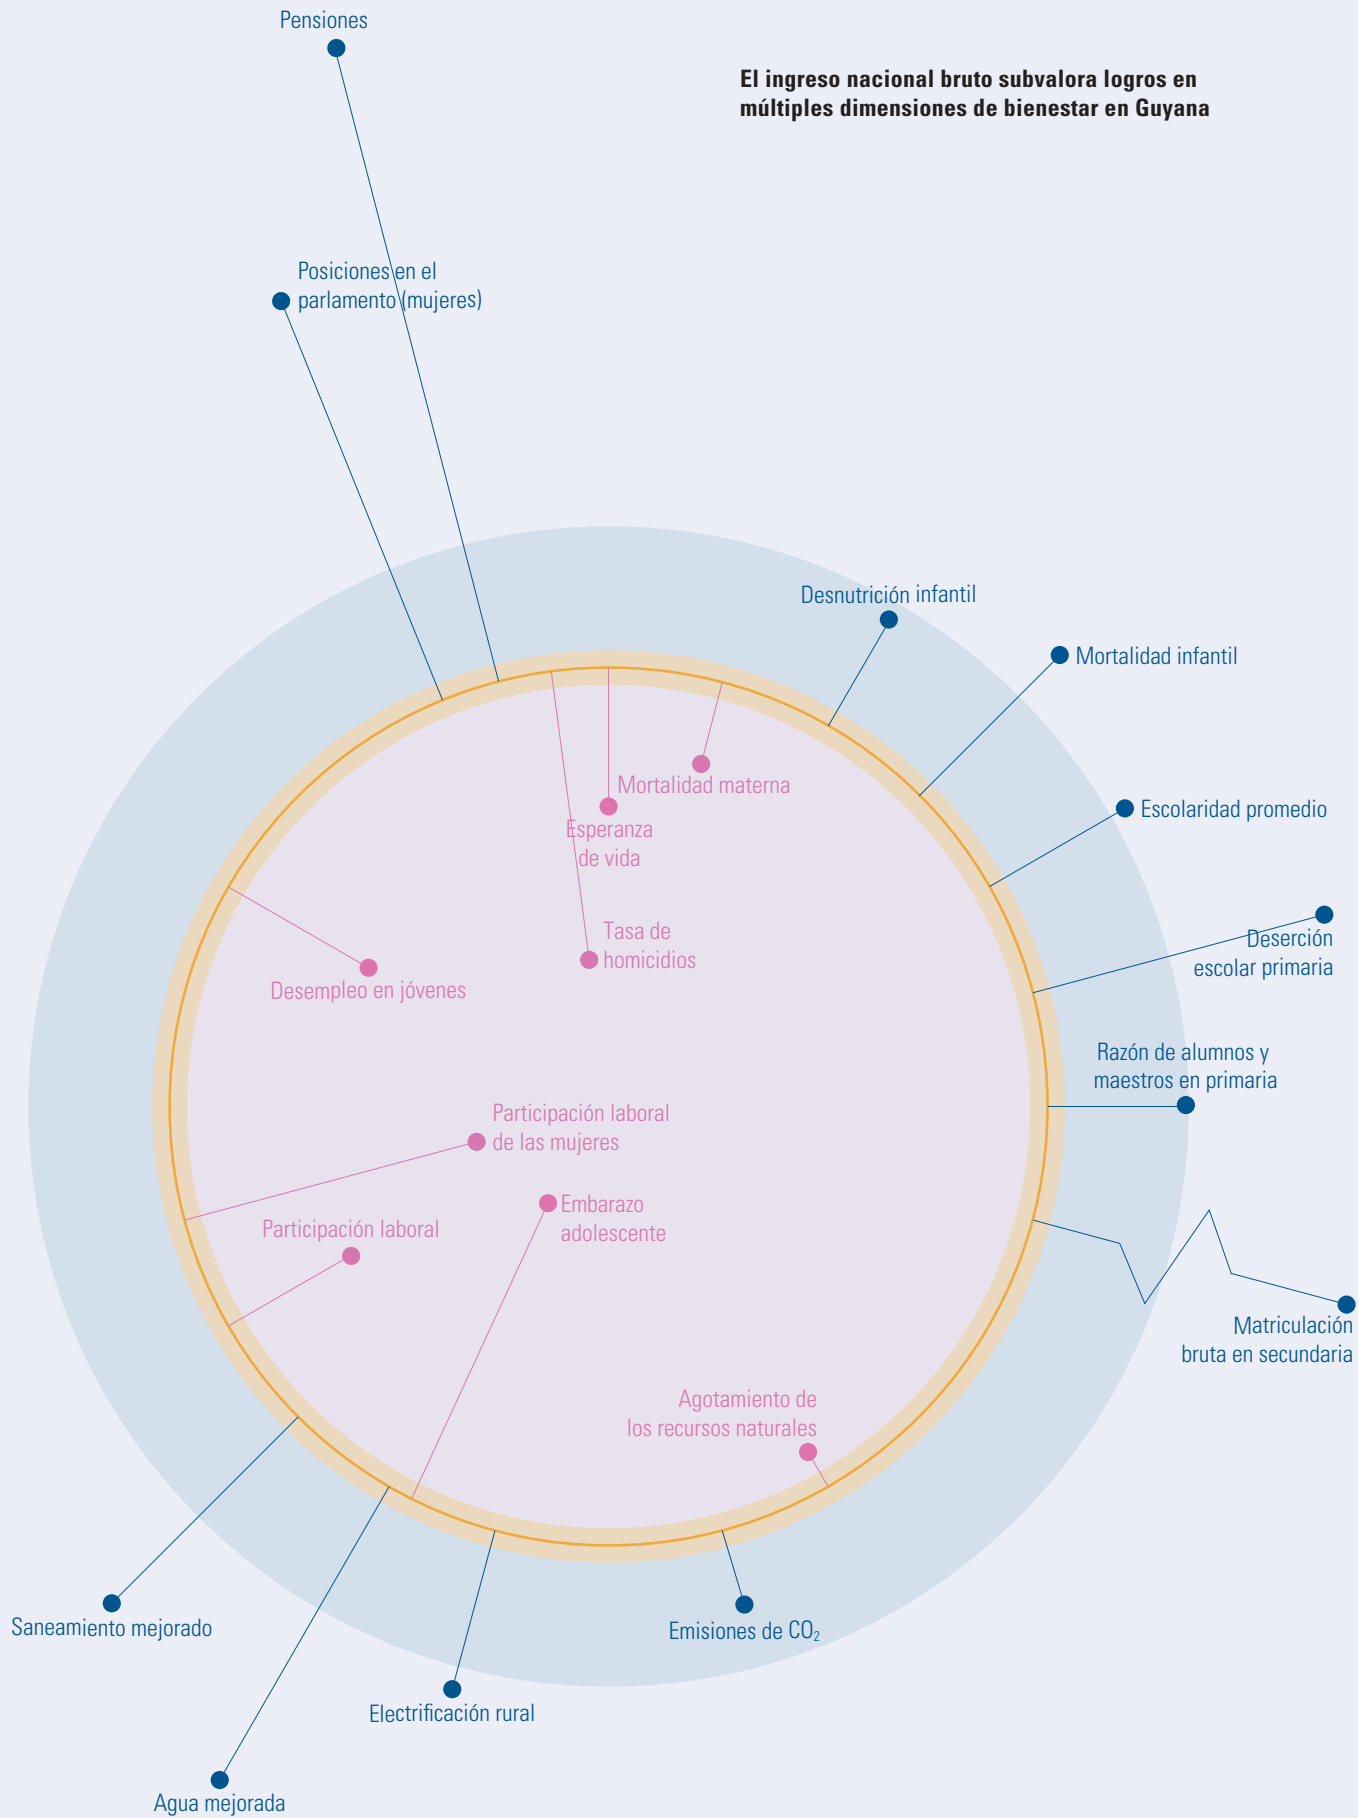 Pensiones
El ingreso nacional bruto subvalora logros en
múltiples dimensiones de bienestar en Guyana
Posiciones en el
parlamento (mujeres)
Desnutrición infantil
Mortalidad infantil
Mortalidad materna
Escolaridad promedio
Esperanza
de vida
Tasa de
homicidios
Deserción
escolar primaria
Desempleo en jóvenes
Razón de alumnos y
maestros en primaria
Participación laboral
de las mujeres
Embarazo
adolescente
Participación laboral
Matriculación
bruta en secundaria
Agotamiento de
los recursos naturales
Saneamiento mejorado
Emisiones de CO₂
Electrificación rural
Agua mejorada